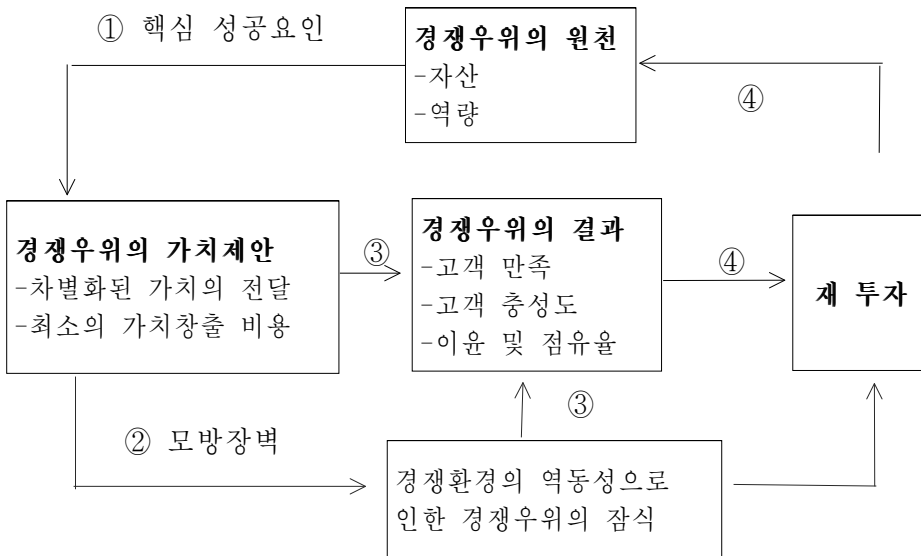 ① 핵심 성공요인
경쟁우위의 원천
-자산
-역량
④
경쟁우위의 가치제안
-차별화된 가치의 전달
-최소의 가치창출 비용
③
경쟁우위의 결과
-고객 만족
-고객 충성도
-이윤 및 점유율
④
재 투자
② 모방장벽
③
경쟁환경의 역동성으로
인한 경쟁우위의 잠식